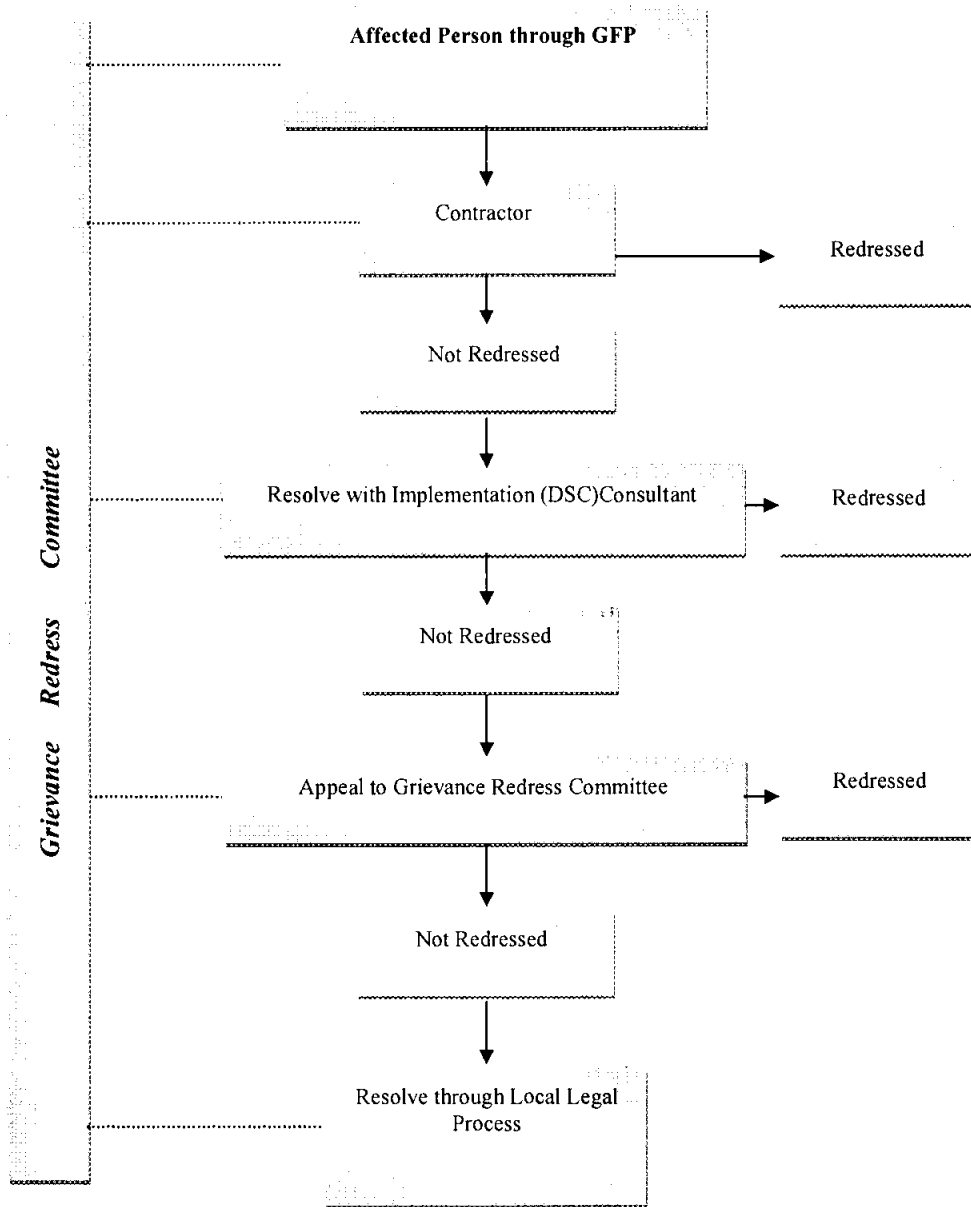 Affected Person through GFP
Contractor
Redressed
Not Redressed
Resolve with Implementation (DSC)Consultant
Redressed
Not Redressed
Appeal to Grievance Redress Committee
Redressed
Not Redressed
Resolve through Local Legal
Process
Grievance Redress Committee